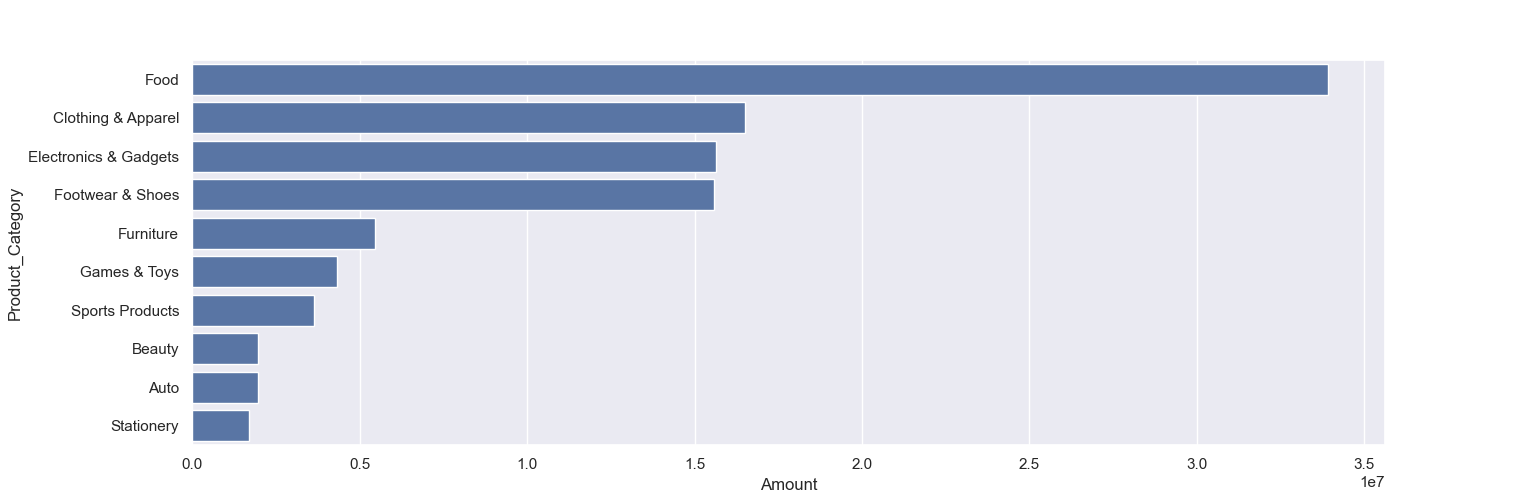 Food
Clothing & Apparel
Electronics & Gadgets
Footwear & Shoes
Furniture
Games & Toys
Sports Products
Beauty
Auto
Stationery
Product_Category
0.0 0.5 1.0 1.5 2.0 2.5 3.0 3.5
1e7
Amount